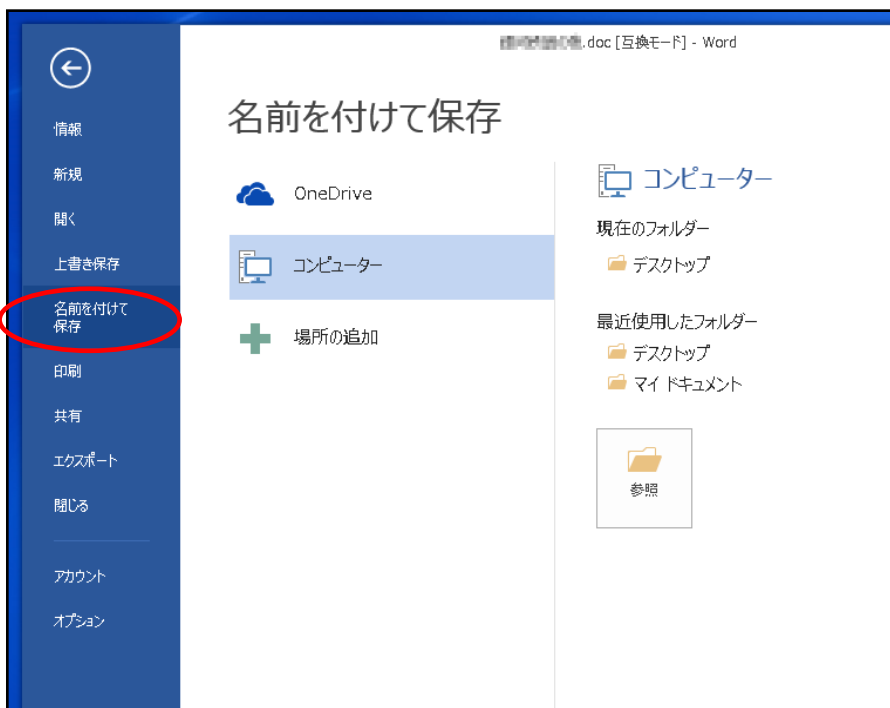 .doc [互換モード] - Word
情報
新規
開く
上書き保存
名前を付けて
保存
印刷
共有
エクスポート
閉じる
アカウント
オプション
名前を付けて保存
OneDrive
コンピューター
場所の追加
コンピューター
現在のフォルダー
デスクトップ
最近使用したフォルダー
デスクトップ
マイ ドキュメント
参照